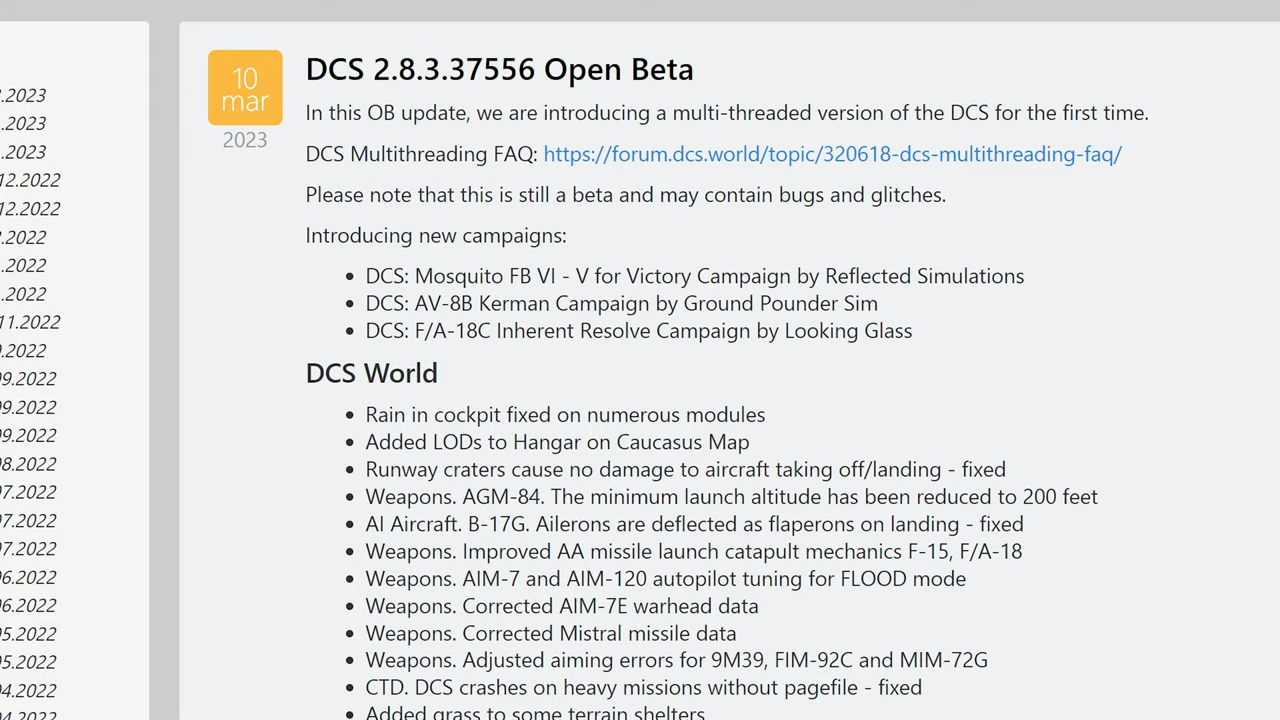 .2023
.2023
.2023
12.2022
12.2022
.2022
.2022
.2022
11.2022
.2022
09.2022
09.2022
09.2022
08.2022
07.2022
07.2022
07.2022
06.2022
06.2022
05.2022
05.2022
04.2022
04.2022
10
mar
2023
DCS 2.8.3.37556 Open Beta
In this OB update, we are introducing a multi-threaded version of the DCS for the first time.
DCS Multithreading FAQ: https://forum.dcs.world/topic/320618-dcs-multithreading-faq/
Please note that this is still a beta and may contain bugs and glitches.
Introducing new campaigns:
• DCS: Mosquito FB VI - V for Victory Campaign by Reflected Simulations
• DCS: AV-8B Kerman Campaign by Ground Pounder Sim
• DCS: F/A-18C Inherent Resolve Campaign by Looking Glass
DCS World
• Rain in cockpit fixed on numerous modules
• Added LODs to Hangar on Caucasus Map
• Runway craters cause no damage to aircraft taking off/landing - fixed
• Weapons. AGM-84. The minimum launch altitude has been reduced to 200 feet
• AI Aircraft. B-17G. Ailerons are deflected as flaperons on landing - fixed
• Weapons. Improved AA missile launch catapult mechanics F-15, F/A-18
• Weapons. AIM-7 and AIM-120 autopilot tuning for FLOOD mode
• Weapons. Corrected AIM-7E warhead data
• Weapons. Corrected Mistral missile data
• Weapons. Adjusted aiming errors for 9M39, FIM-92C and MIM-72G
• CTD. DCS crashes on heavy missions without pagefile - fixed
• Added grass to some terrain shelters